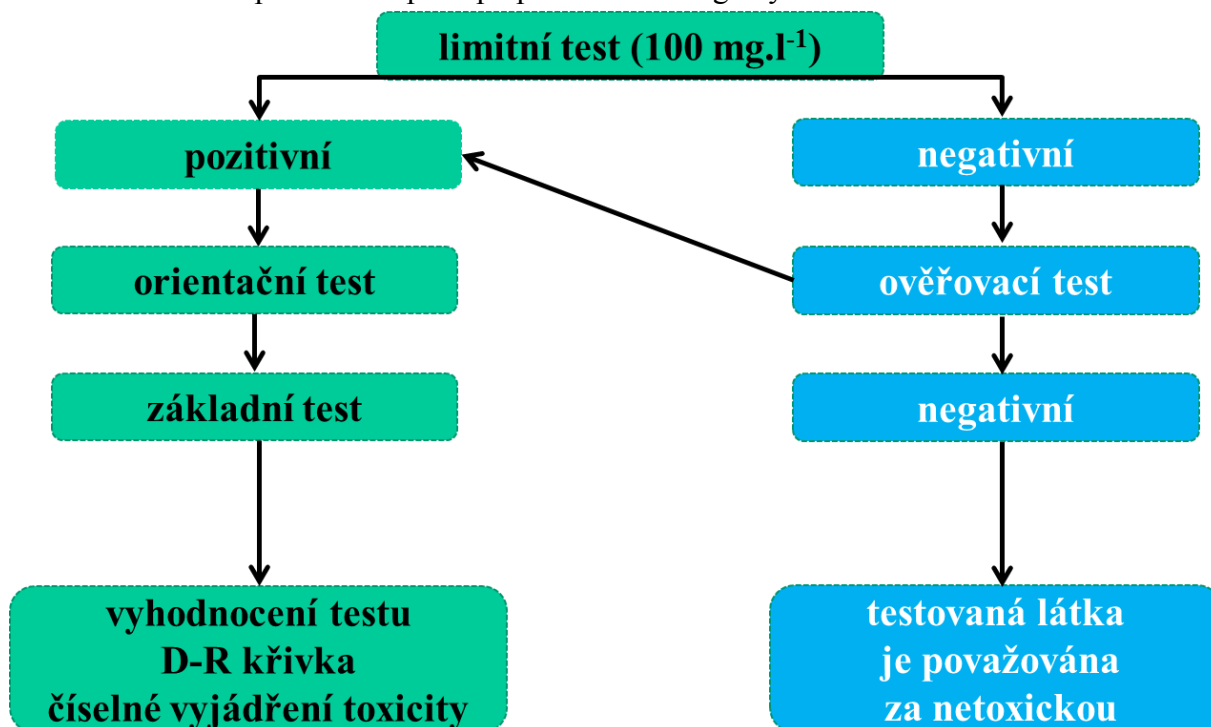 limitní test (100 mg.l⁻¹)
pozitivní
negativní
orientační test
ověřovací test
základní test
negativní
vyhodnocení testu
D-R křivka
číselné vyjádření toxicity
testovaná látka
je považována
za netoxickou